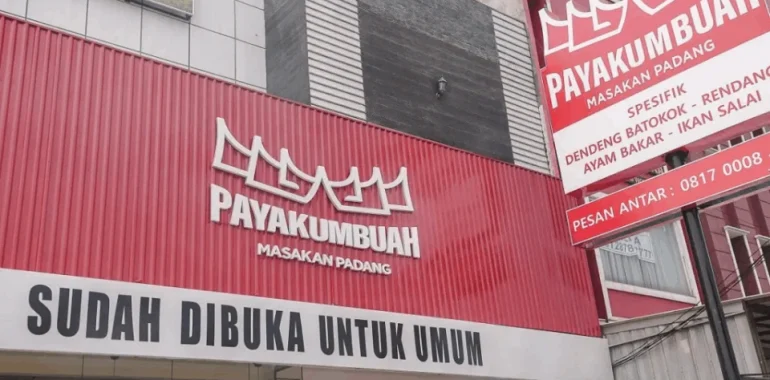 PAYAKUMBUAH
MASAKAN PADANG
SUDAH DIBUKA UNTUK UMUM
PAYAKUMBUAH
MASAKAN PADANG
SPESIFIK
DENDENG BATOKOK - RENDANG
AYAM BAKAR - IKAN SALAI
PESAN ANTAR : 0817 0008